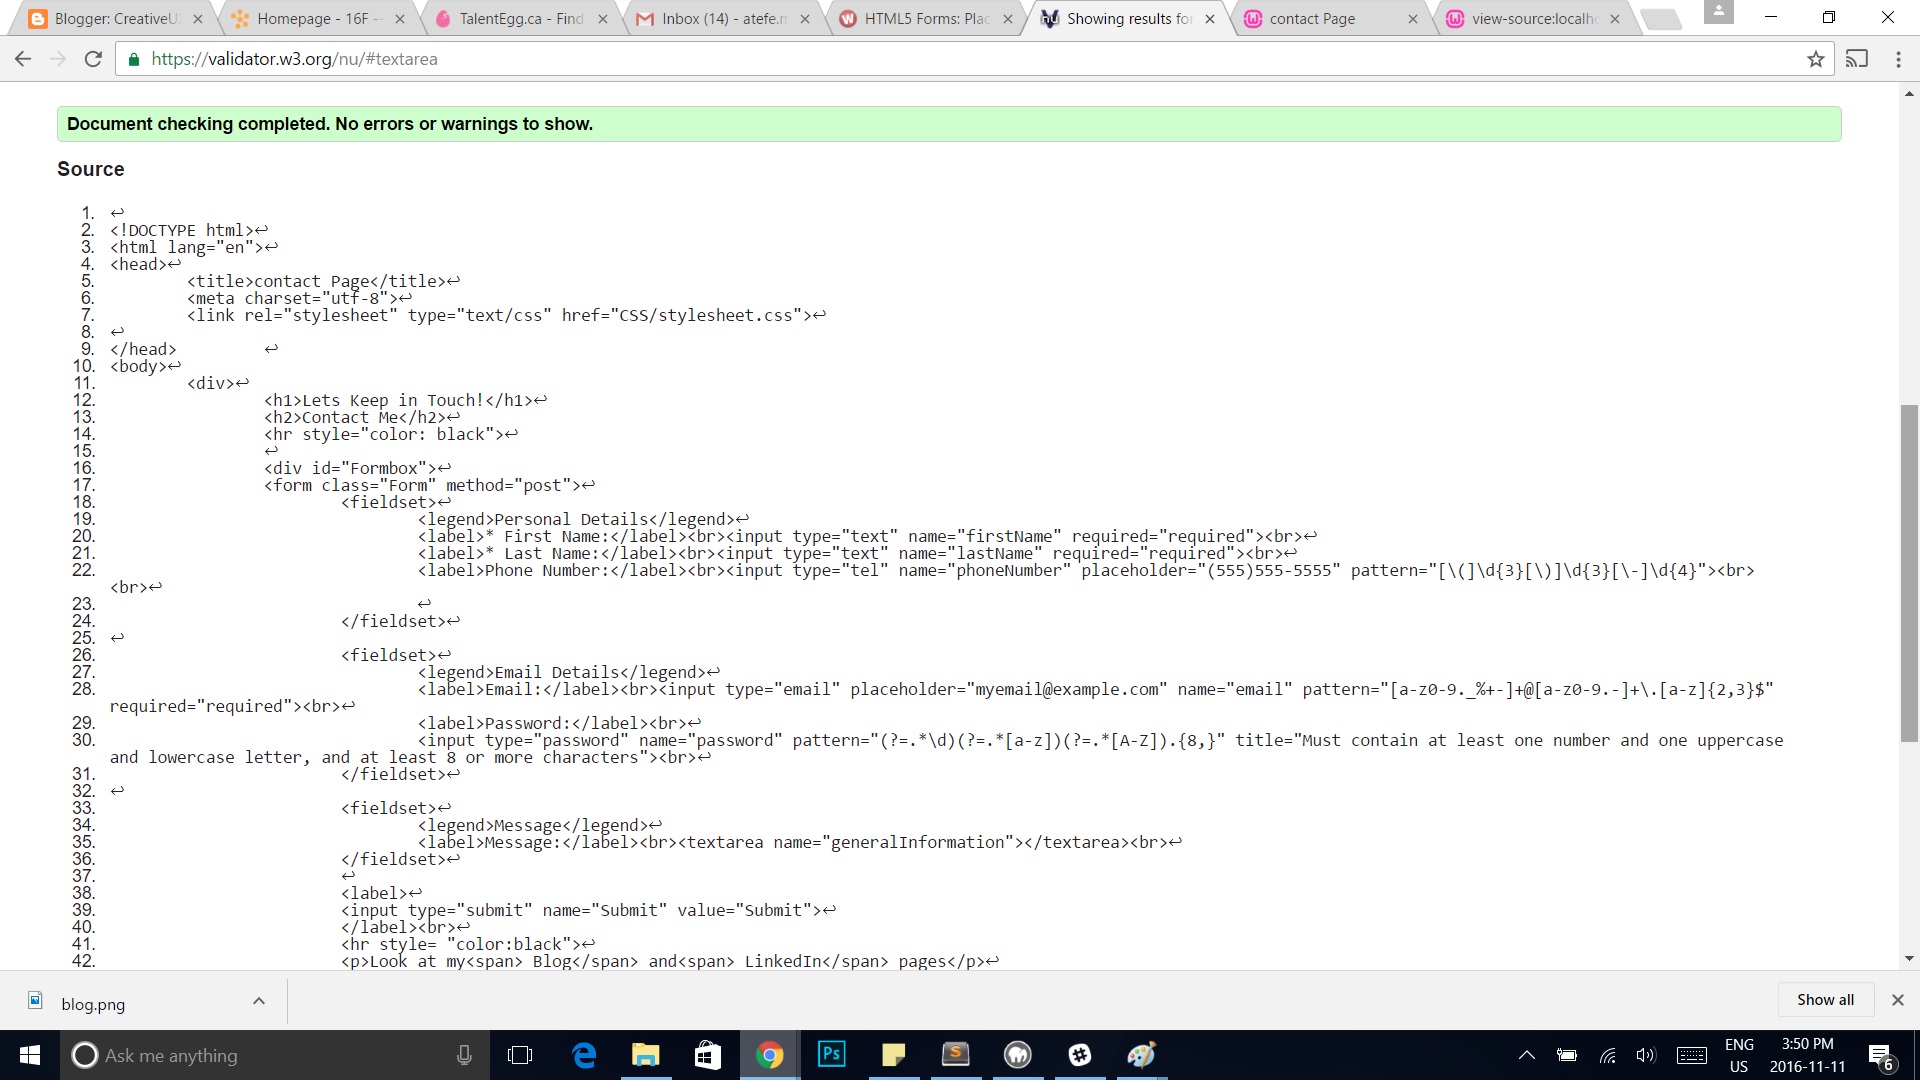 Blogger: CreativeU
Homepage - 16F -
TalentEgg.ca - Find
Inbox (14) - atefe.m
HTML5 Forms: Plac
Showing results for
contact Page
view-source:localh
https://validator.w3.org/nu/#textarea
Document checking completed. No errors or warnings to show.
Source
1. ↩
2. <!DOCTYPE html>↩
3. <html lang="en">↩
4. <head>↩
5. <title>contact Page</title>↩
6. <meta charset="utf-8">↩
7. <link rel="stylesheet" type="text/css" href="CSS/stylesheet.css">↩
8. ↩
9. </head> ↩
10. <body>↩
11. <div>↩
12. <h1>Lets Keep in Touch!</h1>↩
13. <h2>Contact Me</h2>↩
14. <hr style="color: black">↩
15. ↩
16. <div id="Formbox">↩
17. <form class="Form" method="post">↩
18. <fieldset>↩
19. <legend>Personal Details</legend>↩
20. <label>* First Name:</label><br><input type="text" name="firstName" required="required"><br>↩
21. <label>* Last Name:</label><br><input type="text" name="lastName" required="required"><br>↩
22. <label>Phone Number:</label><br><input type="tel" name="phoneNumber" placeholder="(555)555-5555" pattern="[\(]\d{3}[\)]\d{3}[\-]\d{4}"><br>
<br>↩
23. ↩
24. </fieldset>↩
25. ↩
26. <fieldset>↩
27. <legend>Email Details</legend>↩
28. <label>Email:</label><br><input type="email" placeholder="myemail@example.com" name="email" pattern="[a-z0-9._%+-]+@[a-z0-9.-]+\.[a-z]{2,3}$"
required="required"><br>↩
29. <label>Password:</label><br>↩
30. <input type="password" name="password" pattern="(?=.*\d)(?=.*[a-z])(?=.*[A-Z]).{8,}" title="Must contain at least one number and one uppercase
and lowercase letter, and at least 8 or more characters"><br>↩
31. </fieldset>↩
32. ↩
33. <fieldset>↩
34. <legend>Message</legend>↩
35. <label>Message:</label><br><textarea name="generalInformation"></textarea><br>↩
36. </fieldset>↩
37. ↩
38. <label>↩
39. <input type="submit" name="Submit" value="Submit">↩
40. </label><br>↩
41. <hr style= "color:black">↩
42. <p>Look at my<span> Blog</span> and<span> LinkedIn</span> pages</p>↩
blog.png
Show all
Ask me anything
Ps
S
ENG
US
3:50 PM
2016-11-11
6